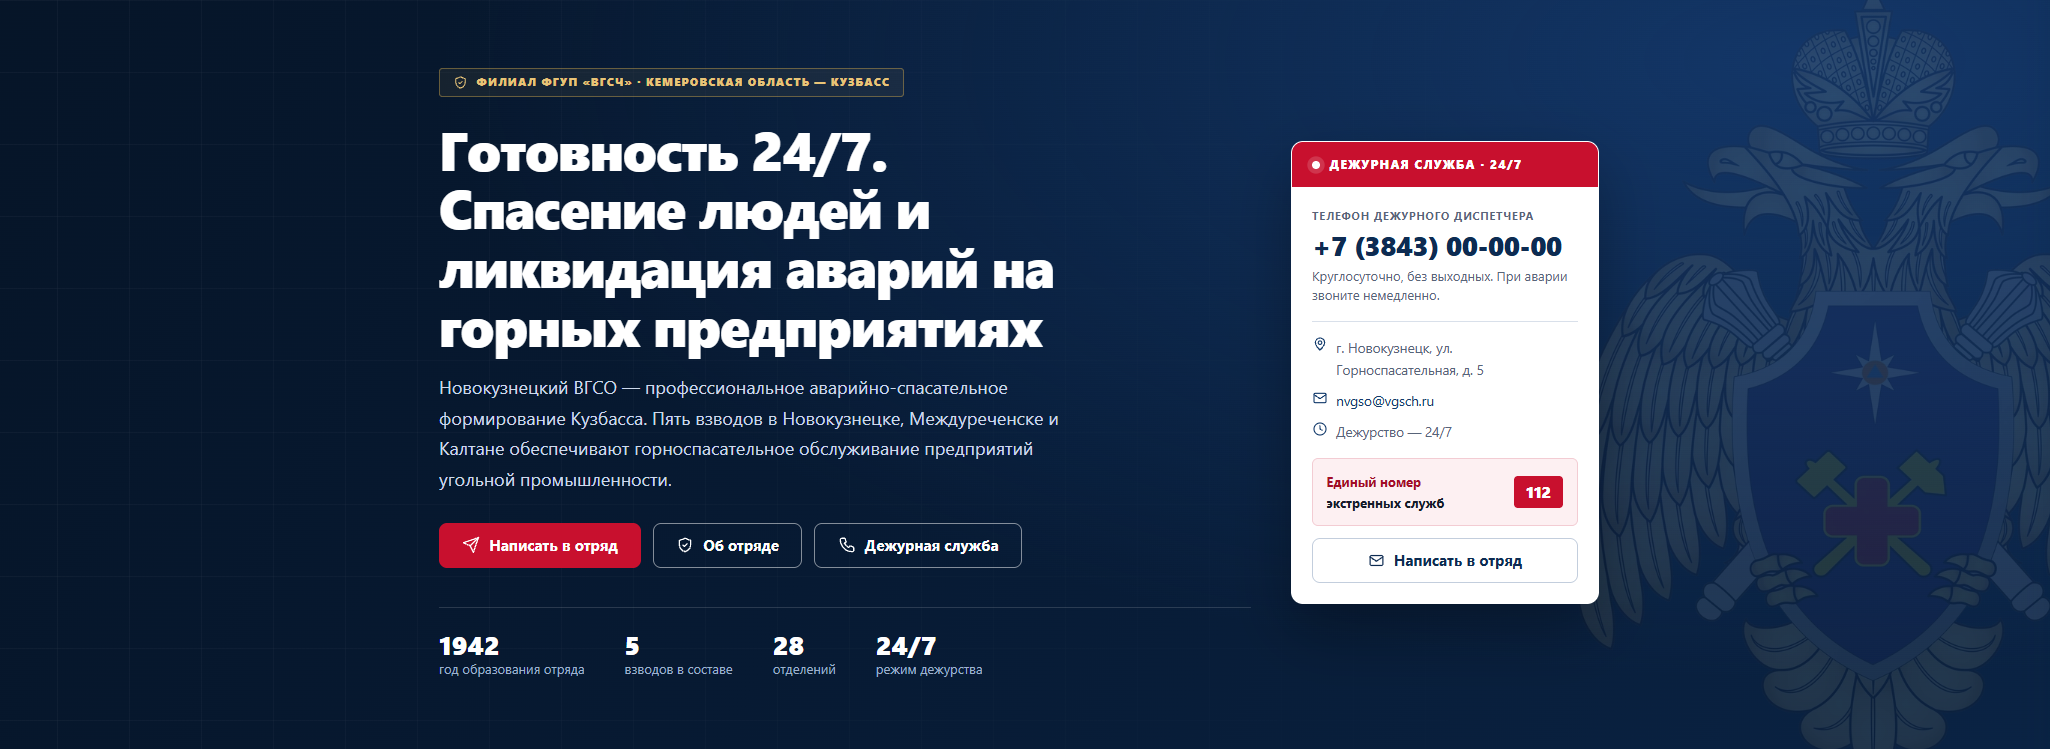 ФИЛИАЛ ФГУП «ВГСЧ» · КЕМЕРОВСКАЯ ОБЛАСТЬ — КУЗБАСС
Готовность 24/7.
Спасение людей и
ликвидация аварий на
горных предприятиях
Новокузнецкий ВГСО — профессиональное аварийно-спасательное
формирование Кузбасса. Пять взводов в Новокузнецке, Междуреченске и
Калтане обеспечивают горноспасательное обслуживание предприятий
угольной промышленности.
Написать в отряд
Об отряде
Дежурная служба
1942
год образования отряда
5
взводов в составе
28
отделений
24/7
режим дежурства
ДЕЖУРНАЯ СЛУЖБА · 24/7
ТЕЛЕФОН ДЕЖУРНОГО ДИСПЕТЧЕРА
+7 (3843) 00-00-00
Круглосуточно, без выходных. При аварии
звоните немедленно.
г. Новокузнецк, ул.
Горноспасательная, д. 5
nvgso@vgsch.ru
Дежурство — 24/7
Единый номер
экстренных служб
112
Написать в отряд